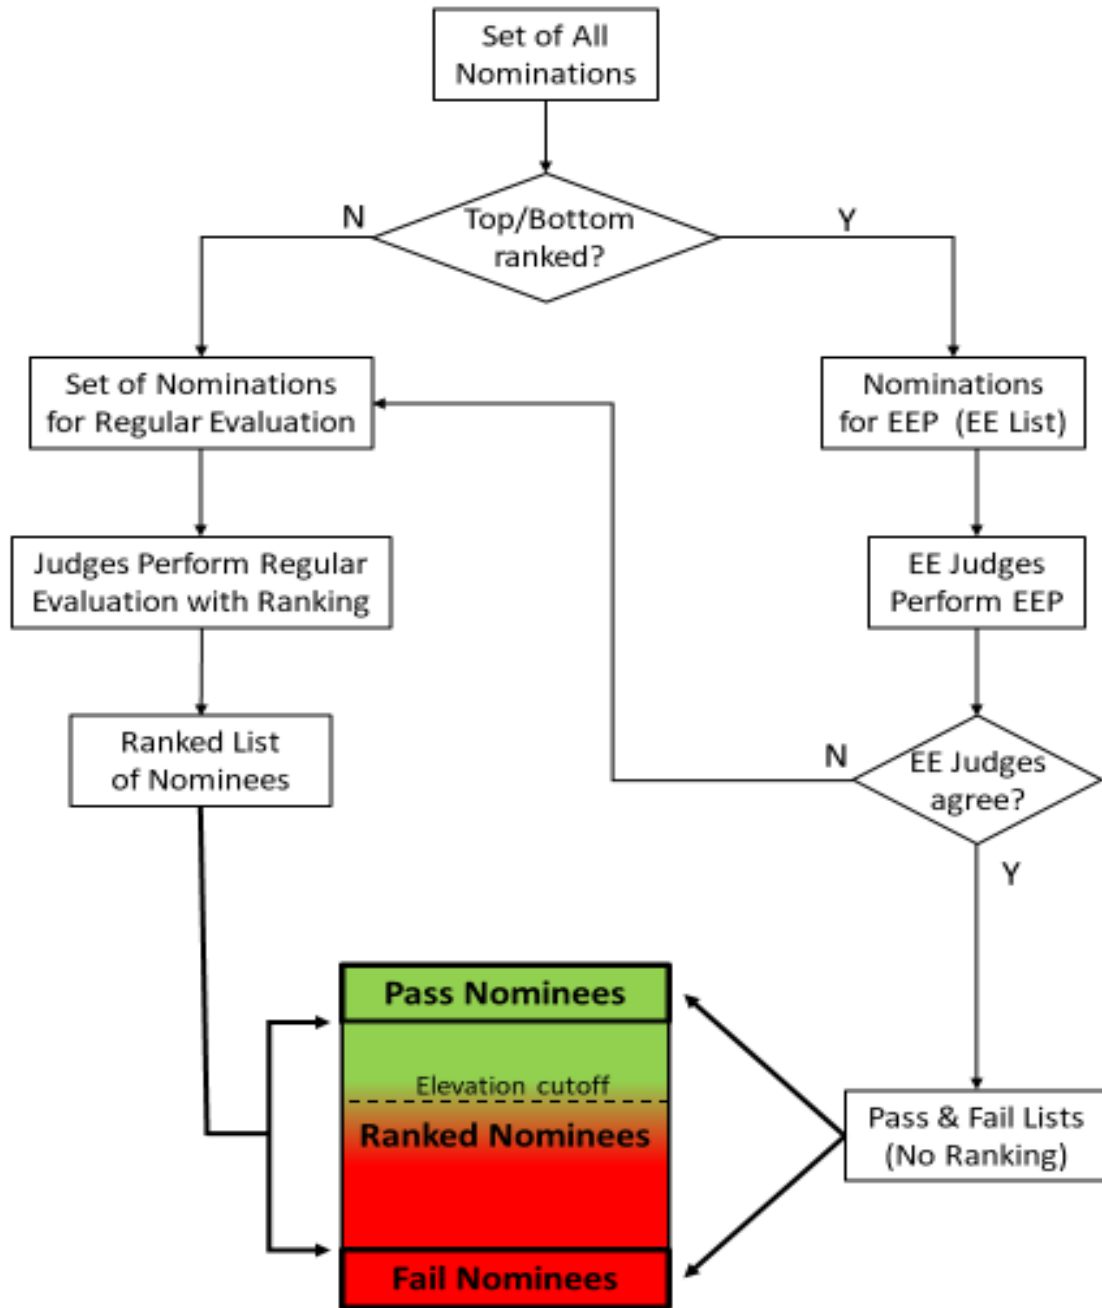 Set of All
Nominations
N
Top/Bottom
ranked?
Y
Set of Nominations
for Regular Evaluation
Nominations
for EEP (EE List)
Judges Perform Regular
Evaluation with Ranking
EE Judges
Perform EEP
Ranked List
of Nominees
N
EE Judges
agree?
Y
Pass Nominees
Elevation cutoff
Ranked Nominees
Fail Nominees
Pass & Fail Lists
(No Ranking)